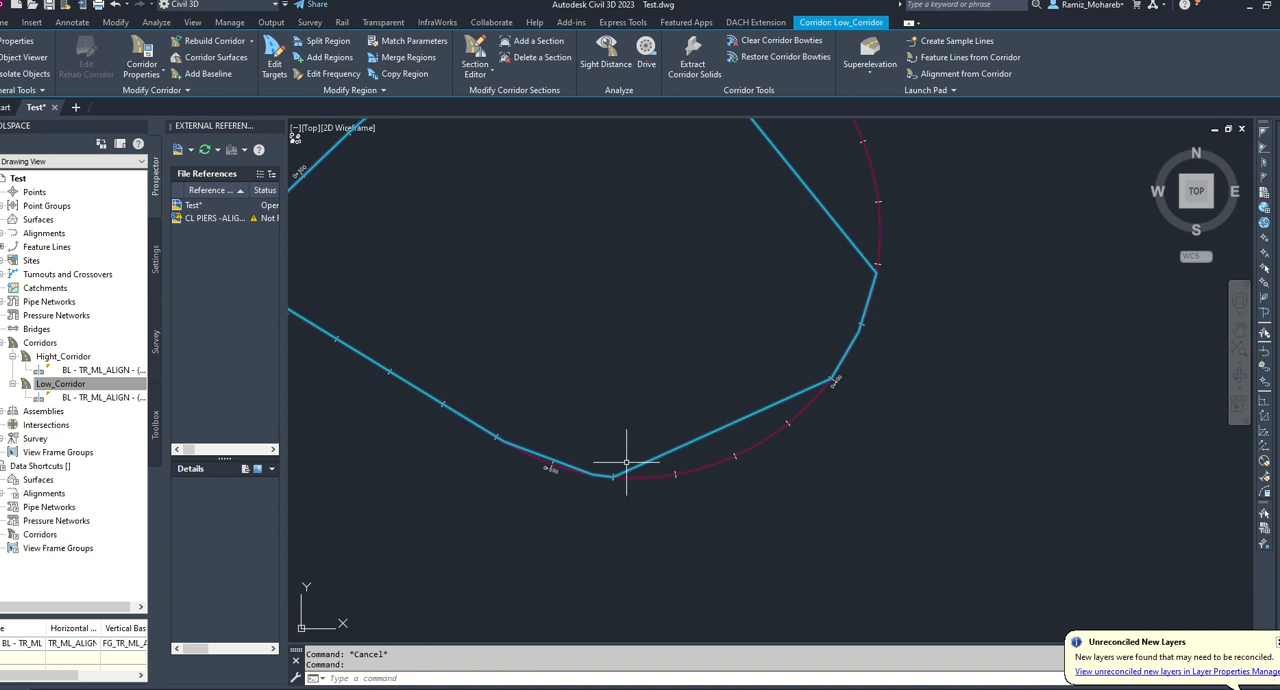 Civil 3D
Share
Autodesk Civil 3D 2023
Test.dwg
Type a keyword or phrase
Ramiz_Mohareb
Insert
Annotate
Modify
Analyze
View
Manage
Output
Survey
Rail
Transparent
InfraWorks
Collaborate
Help
Add-ins
Express Tools
Featured Apps
DACH Extension
Corridor: Low_Corridor
Properties
Object Viewer
Isolate Objects
General Tools
Edit
Rehab Corridor
Corridor
Properties
Rebuild Corridor
Corridor Surfaces
Add Baseline
Modify Corridor
Edit
Targets
Split Region
Add Regions
Edit Frequency
Match Parameters
Merge Regions
Copy Region
Modify Region
Section
Editor
Add a Section
Delete a Section
Modify Corridor Sections
Sight Distance
Drive
Analyze
Extract
Corridor Solids
Clear Corridor Bowties
Restore Corridor Bowties
Corridor Tools
Superelevation
Create Sample Lines
Feature Lines from Corridor
Alignment from Corridor
Launch Pad
art
Test*
OLSPACE
Drawing View
Test
Points
Point Groups
Surfaces
Alignments
Feature Lines
Sites
Turnouts and Crossovers
Catchments
Pipe Networks
Pressure Networks
Bridges
Corridors
Hight_Corridor
BL - TR_ML_ALIGN - (...
Low_Corridor
BL - TR_ML_ALIGN - (...
Assemblies
Intersections
Survey
View Frame Groups
Data Shortcuts []
Surfaces
Alignments
Pipe Networks
Pressure Networks
Corridors
View Frame Groups
Horizontal ...
Vertical Bas
BL - TR_ML
TR_ML_ALIGN
FG_TR_ML_A
Prospector
Settings
Survey
Toolbox
EXTERNAL REFEREN...
File References
Reference ...
Status
Test*
Open
CL PIERS -ALIG...
Not F
Details
[−][Top][2D Wireframe]
N
W
TOP
E
S
WCS
Y
X
Command: *Cancel*
Command:
Type a command
Unreconciled New Layers
New layers were found that may need to be reconciled.
View unreconciled new layers in Layer Properties Manage